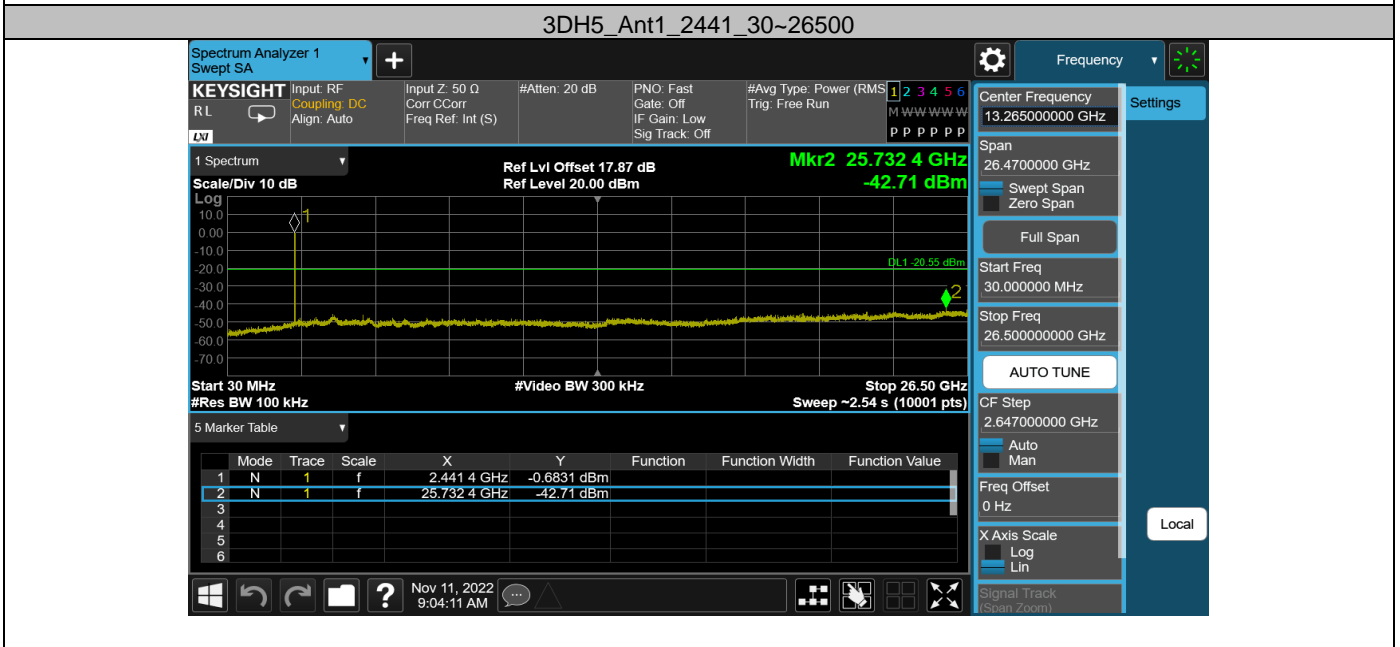 3DH5_Ant1_2441_30~26500
Spectrum Analyzer 1
Swept SA
Frequency
KEYSIGHT
RL
LXI
Input: RF
Coupling: DC
Align: Auto
Input Z: 50 Ω
Corr CCorr
Freq Ref: Int (S)
#Atten: 20 dB
PNO: Fast
Gate: Off
IF Gain: Low
Sig Track: Off
#Avg Type: Power (RMS
Trig: Free Run
1 2 3 4 5 6
M W W W W W
P P P P P P
1 Spectrum
Scale/Div 10 dB
Ref Lvl Offset 17.87 dB
Ref Level 20.00 dBm
Mkr2 25.732 4 GHz
-42.71 dBm
Log
10.0
0.00
-10.0
-20.0
-30.0
-40.0
-50.0
-60.0
-70.0
1
DL1 -20.55 dBm
2
Start 30 MHz
#Video BW 300 kHz
Stop 26.50 GHz
#Res BW 100 kHz
Sweep ~2.54 s (10001 pts)
5 Marker Table
Mode Trace Scale X Y Function Function Width Function Value
1 N 1 f 2.441 4 GHz -0.6831 dBm
2 N 1 f 25.732 4 GHz -42.71 dBm
3
4
5
6
Nov 11, 2022
9:04:11 AM
Center Frequency
13.265000000 GHz
Settings
Span
26.4700000 GHz
Swept Span
Zero Span
Full Span
Start Freq
30.000000 MHz
Stop Freq
26.500000000 GHz
AUTO TUNE
CF Step
2.647000000 GHz
Auto
Man
Freq Offset
0 Hz
X Axis Scale
Log
Lin
Local
Signal Track
(Span Zoom)